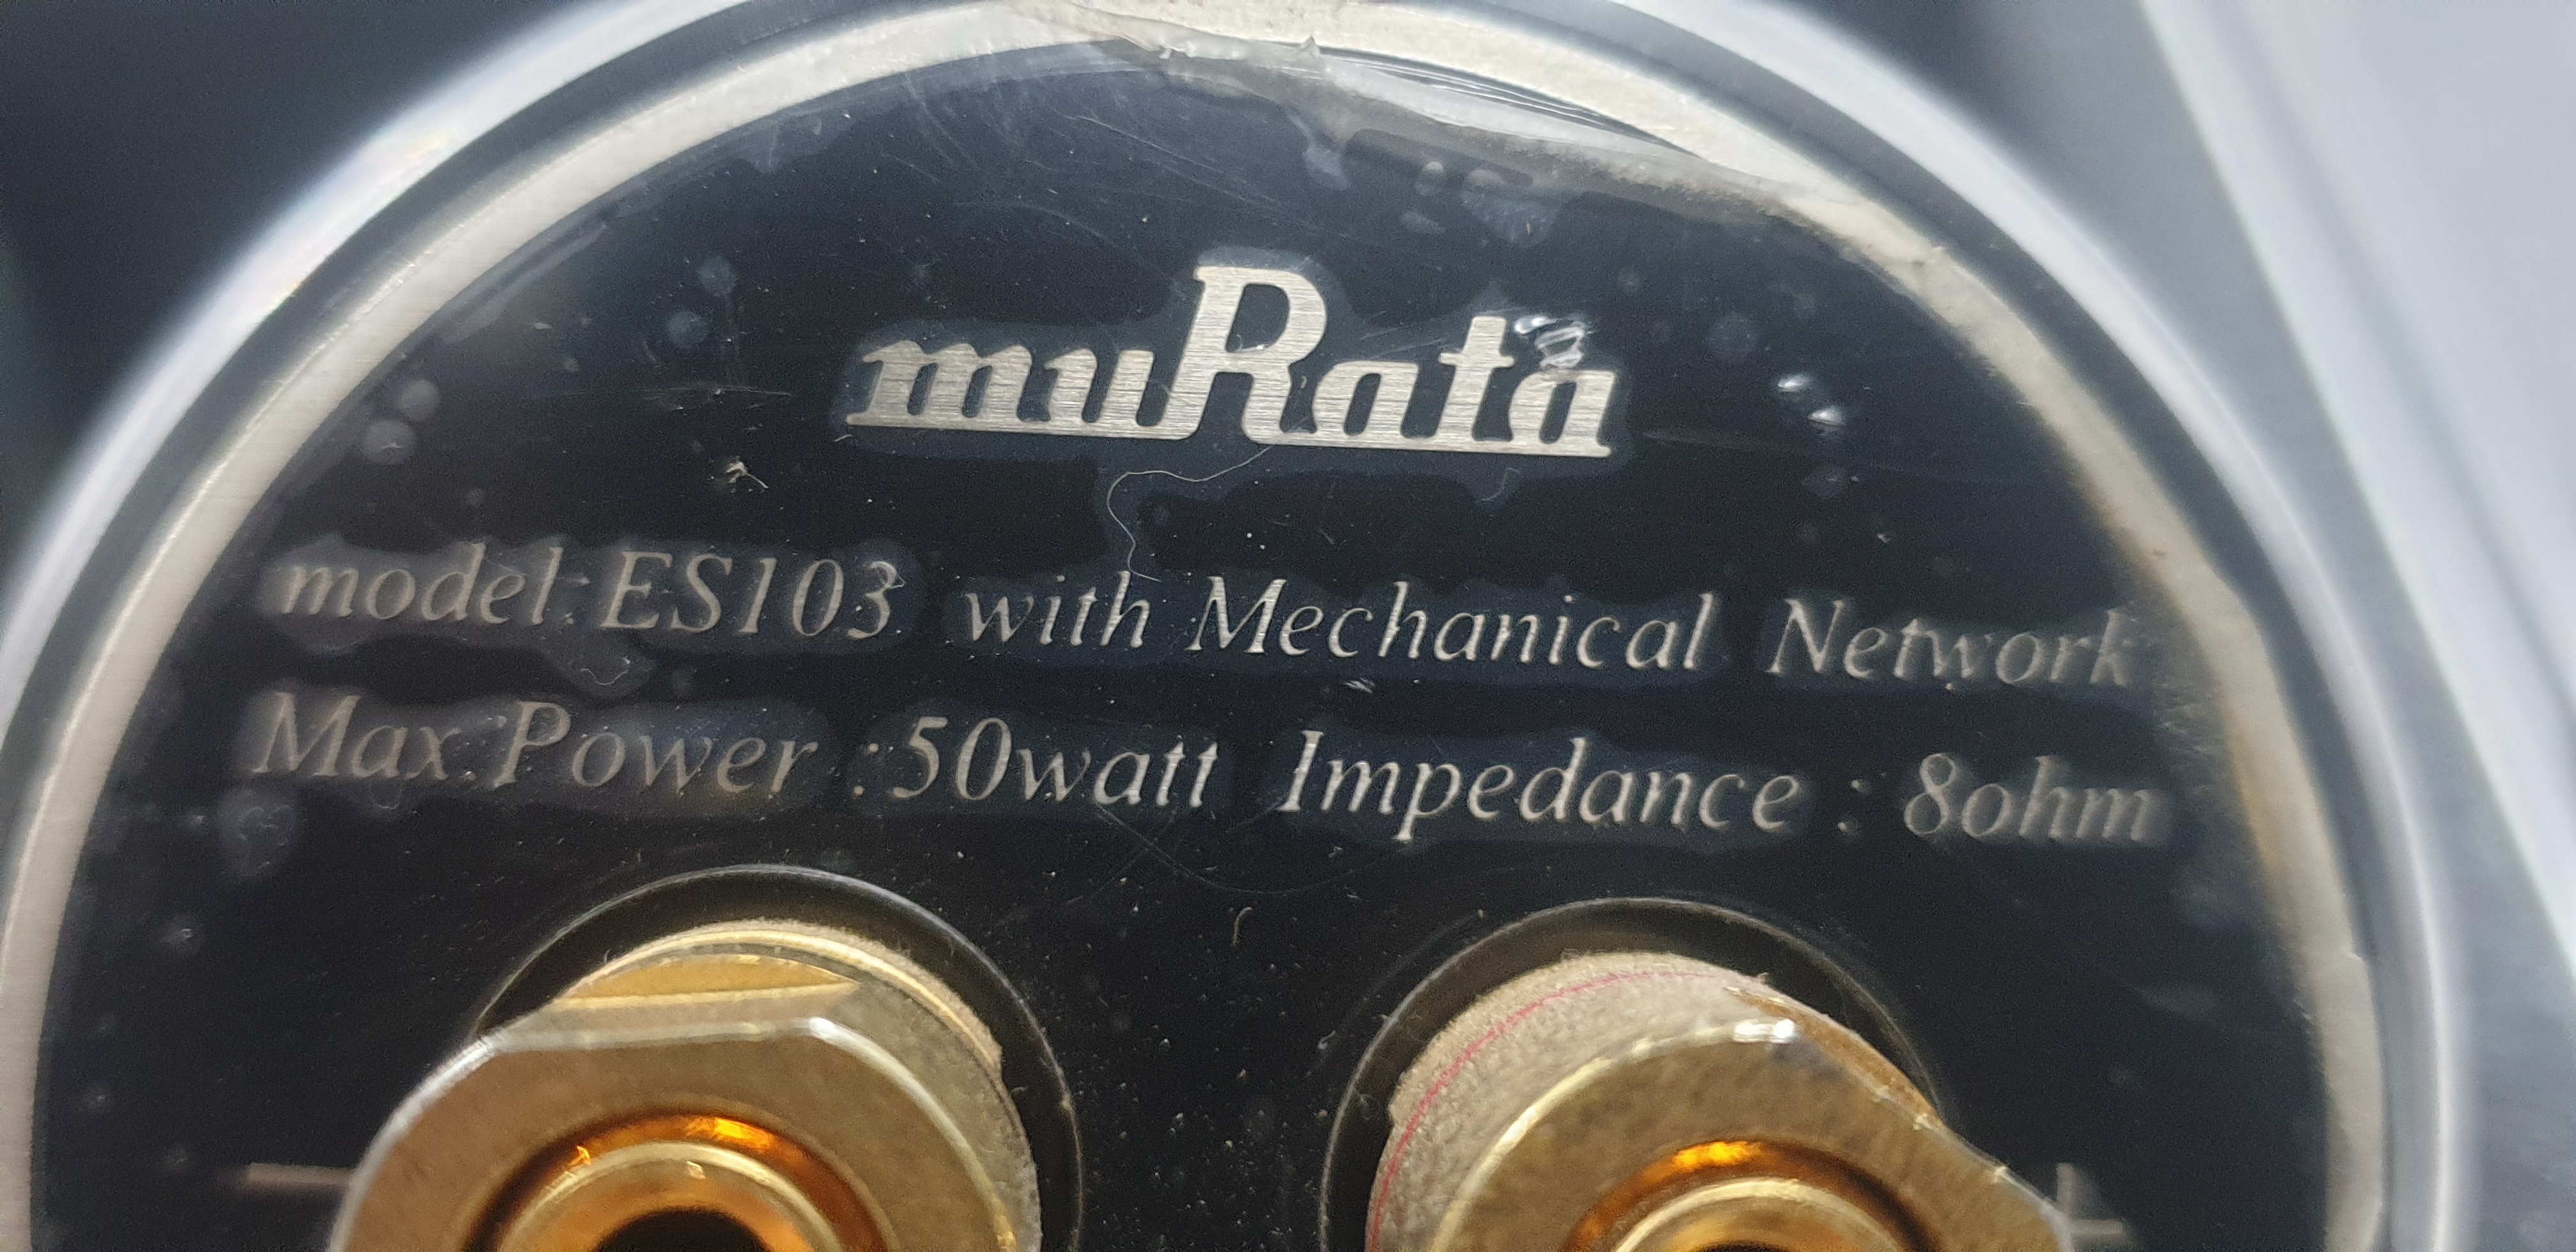 muRata
model:ES103 with Mechanical Network
Max Power :50watt Impedance : 8ohm
− +